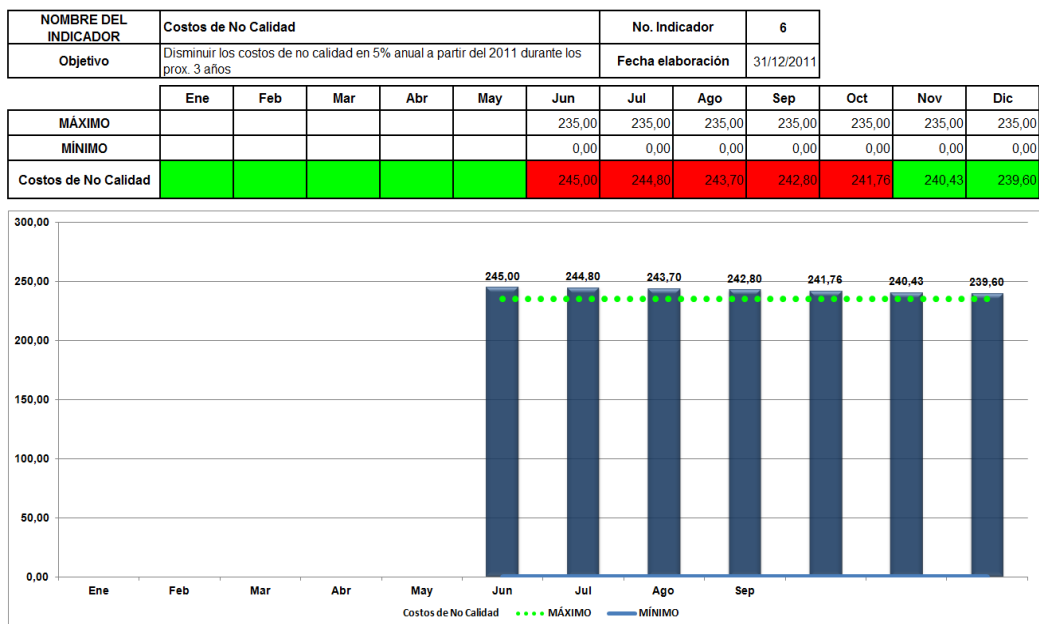 NOMBRE DEL INDICADOR Costos de No Calidad No. Indicador 6
Objetivo Disminuir los costos de no calidad en 5% anual a partir del 2011 durante los prox. 3 años Fecha elaboración 31/12/2011
Ene Feb Mar Abr May Jun Jul Ago Sep Oct Nov Dic
MÁXIMO 235,00 235,00 235,00 235,00 235,00 235,00 235,00
MÍNIMO 0,00 0,00 0,00 0,00 0,00 0,00 0,00
Costos de No Calidad 245,00 244,80 243,70 242,80 241,76 240,43 239,60
300,00
250,00
200,00
150,00
100,00
50,00
0,00
245,00 244,80 243,70 242,80 241,76 240,43 239,60
Ene Feb Mar Abr May Jun Jul Ago Sep
Costos de No Calidad MÁXIMO MÍNIMO